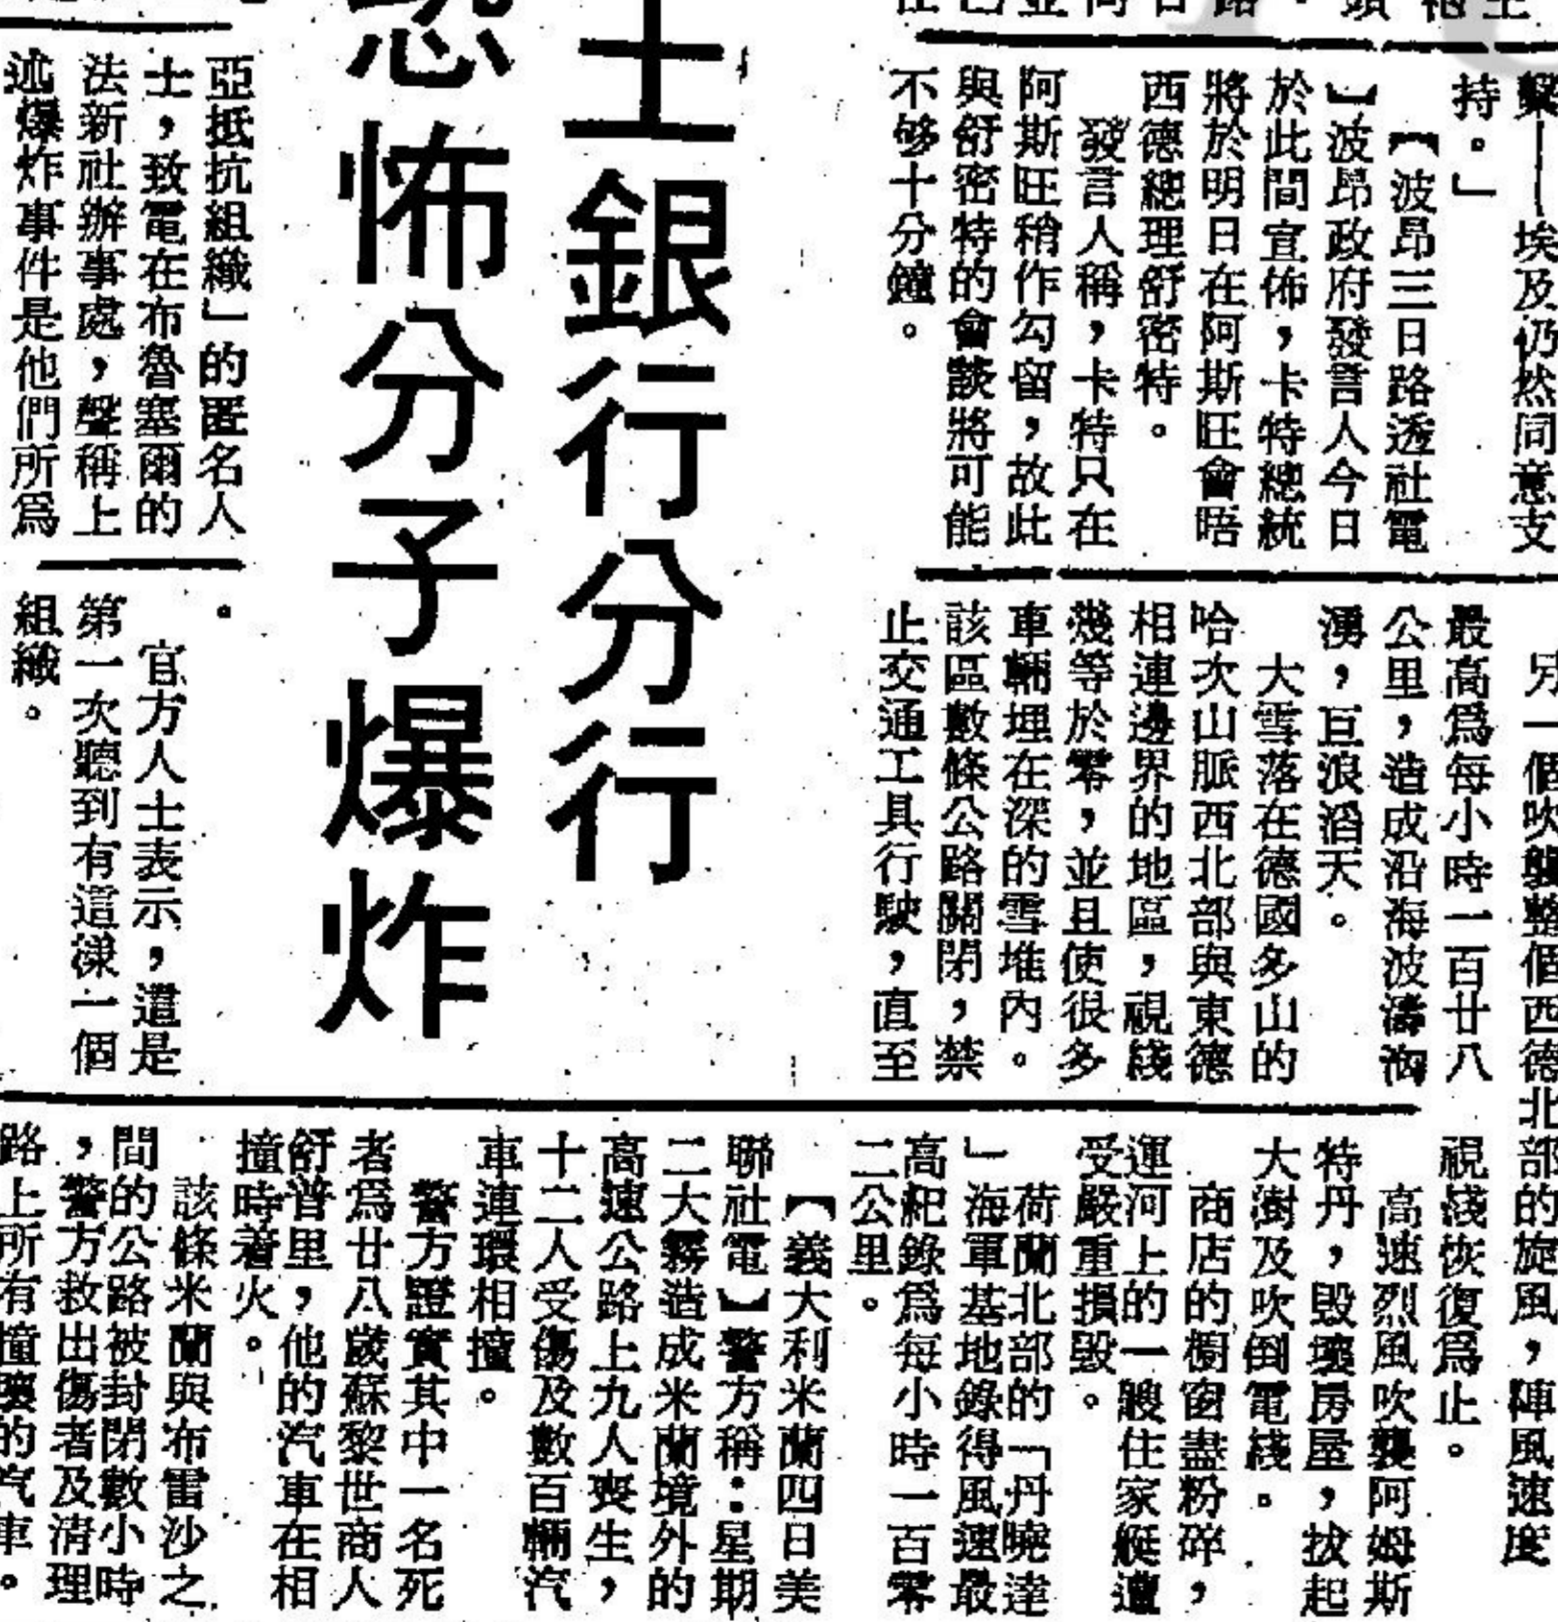 繫——埃及仍然同意支
持。」
【波昂三日路透社電
】波昂政府發言人今日
於此間宣佈，卡特總統
將於明日在阿斯旺會晤
西德總理舒密特。
發言人稱，卡特只在
阿斯旺稍作勾留，故此
與舒密特的會談將可能
不够十分鐘。
一個吹襲整個西德北部的旋風，陣風速度
最高爲每小時一百廿八
公里，造成沿海波濤洶
湧，巨浪滔天。
大雪落在德國多山的
哈次山脈西北部與東德
相連邊界的地區，視綫
幾等於零，並且使很多
車輛埋在深的雪堆內。
該區數條公路關閉，禁
止交通工具行駛，直至
視綫恢復爲止。
高速烈風吹襲阿姆斯
特丹，毀壞房屋，拔起
大樹及吹倒電綫。
商店的櫥窗盡粉碎，
運河上的一艘住家艇遭
受嚴重損毀。
荷蘭北部的「丹曉達
」海軍基地錄得風速最
高紀錄爲每小時一百零
二公里。
【義大利米蘭四日美
聯社電】警方稱：星期
二大霧造成米蘭境外的
高速公路上九人喪生，
十二人受傷及數百輛汽
車連環相撞。
警方證實其中一名死
者爲廿八歲蘇黎世商人
舒普里，他的汽車在相
撞時着火。
該條米蘭與布雷沙之
間的公路被封閉數小時
，警方救出傷者及清理
路上所有撞壞的汽車。
士銀行分行
恐怖分子爆炸
亞抵抗組織」的匿名人
士，致電在布魯塞爾的
法新社辦事處，聲稱上
述爆炸事件是他們所爲
。
官方人士表示，這是
第一次聽到有這樣一個
組織。